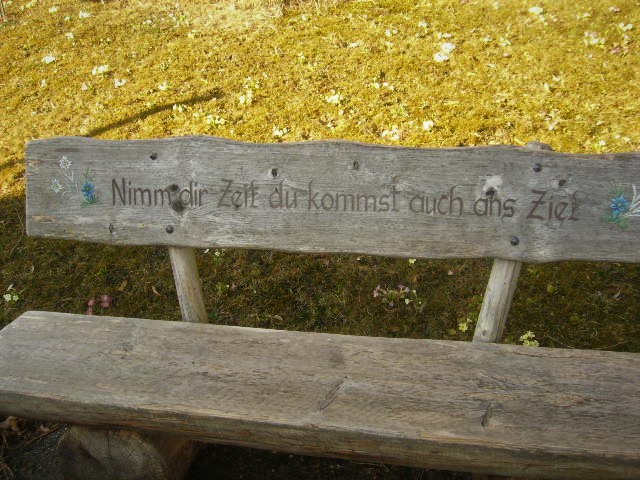 Nimm dir Zeit du kommst auch ans Ziel